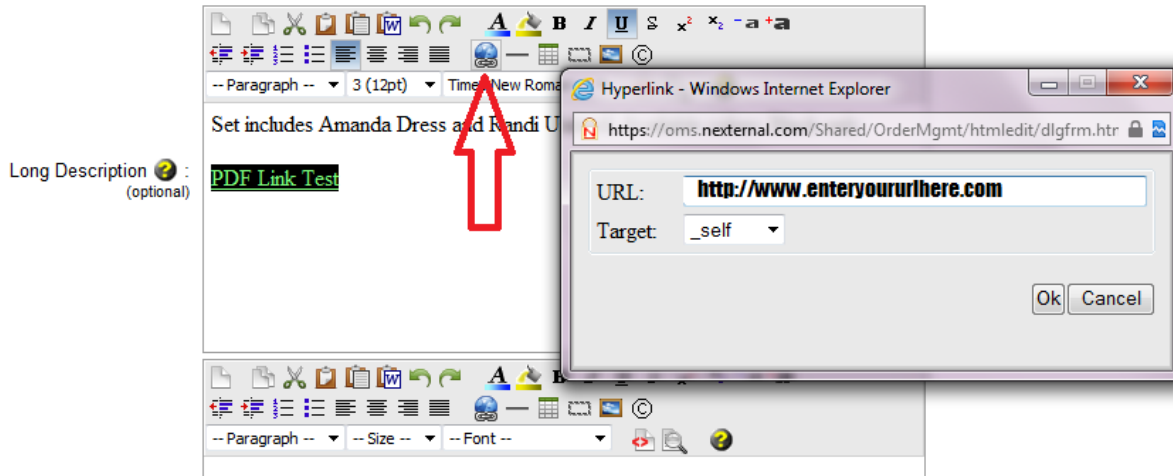 A B I U S x² x₂ -a +a
-- Paragraph -- 3 (12pt) Times New Roma
Hyperlink - Windows Internet Explorer
https://oms.nexternal.com/Shared/OrderMgmt/htmledit/dlgfrm.htr
Set includes Amanda Dress and Randi U
Long Description :
(optional)
PDF Link Test
URL: http://www.enteryoururlhere.com
Target: _self
Ok Cancel
-- Paragraph -- -- Size -- -- Font --